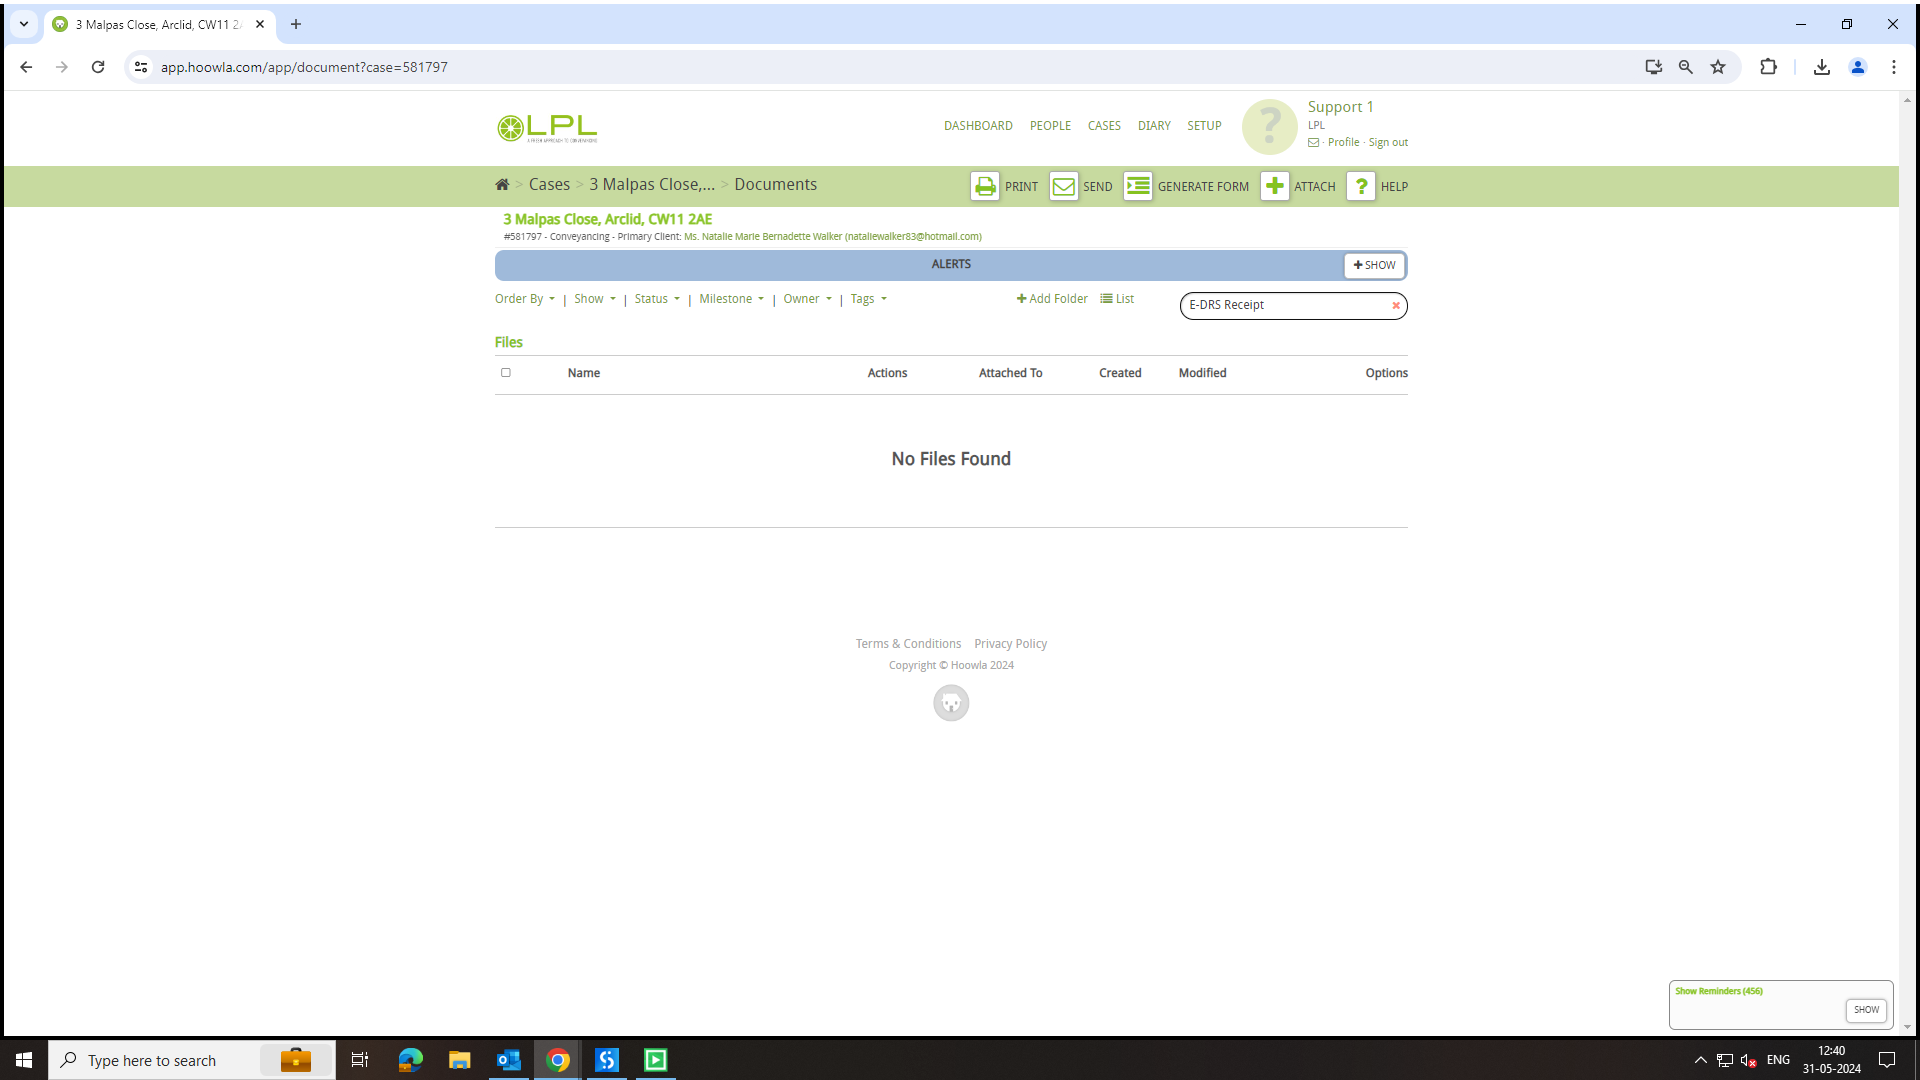 3 Malpas Close, Arclid, CW11 2
app.hoowla.com/app/document?case=581797
LPL
DASHBOARD PEOPLE CASES DIARY SETUP
?
Support 1
LPL
· Profile · Sign out
> Cases > 3 Malpas Close,... > Documents
PRINT SEND GENERATE FORM ATTACH ? HELP
3 Malpas Close, Arclid, CW11 2AE
#581797 - Conveyancing - Primary Client: Ms. Natalie Marie Bernadette Walker (nataliewalker83@hotmail.com)
ALERTS
SHOW
Order By | Show | Status | Milestone | Owner | Tags
Add Folder List
E-DRS Receipt
Files
Name Actions Attached To Created Modified Options
No Files Found
Terms & Conditions Privacy Policy
Copyright © Hoowla 2024
Show Reminders (456)
SHOW
Type here to search
ENG
12:40
31-05-2024